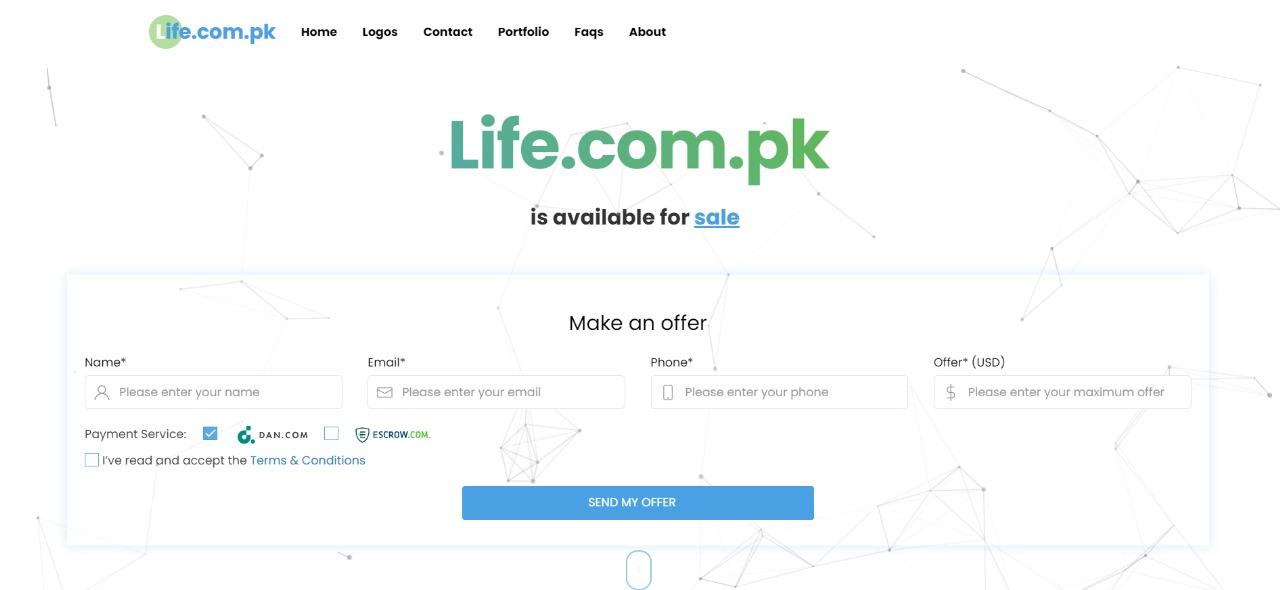 Life.com.pk Home Logos Contact Portfolio Faqs About
Life.com.pk
is available for sale
Make an offer
Name* Email* Phone* Offer* (USD)
Please enter your name Please enter your email Please enter your phone Please enter your maximum offer
Payment Service: DAN.COM ESCROW.COM.
I've read and accept the Terms & Conditions
SEND MY OFFER